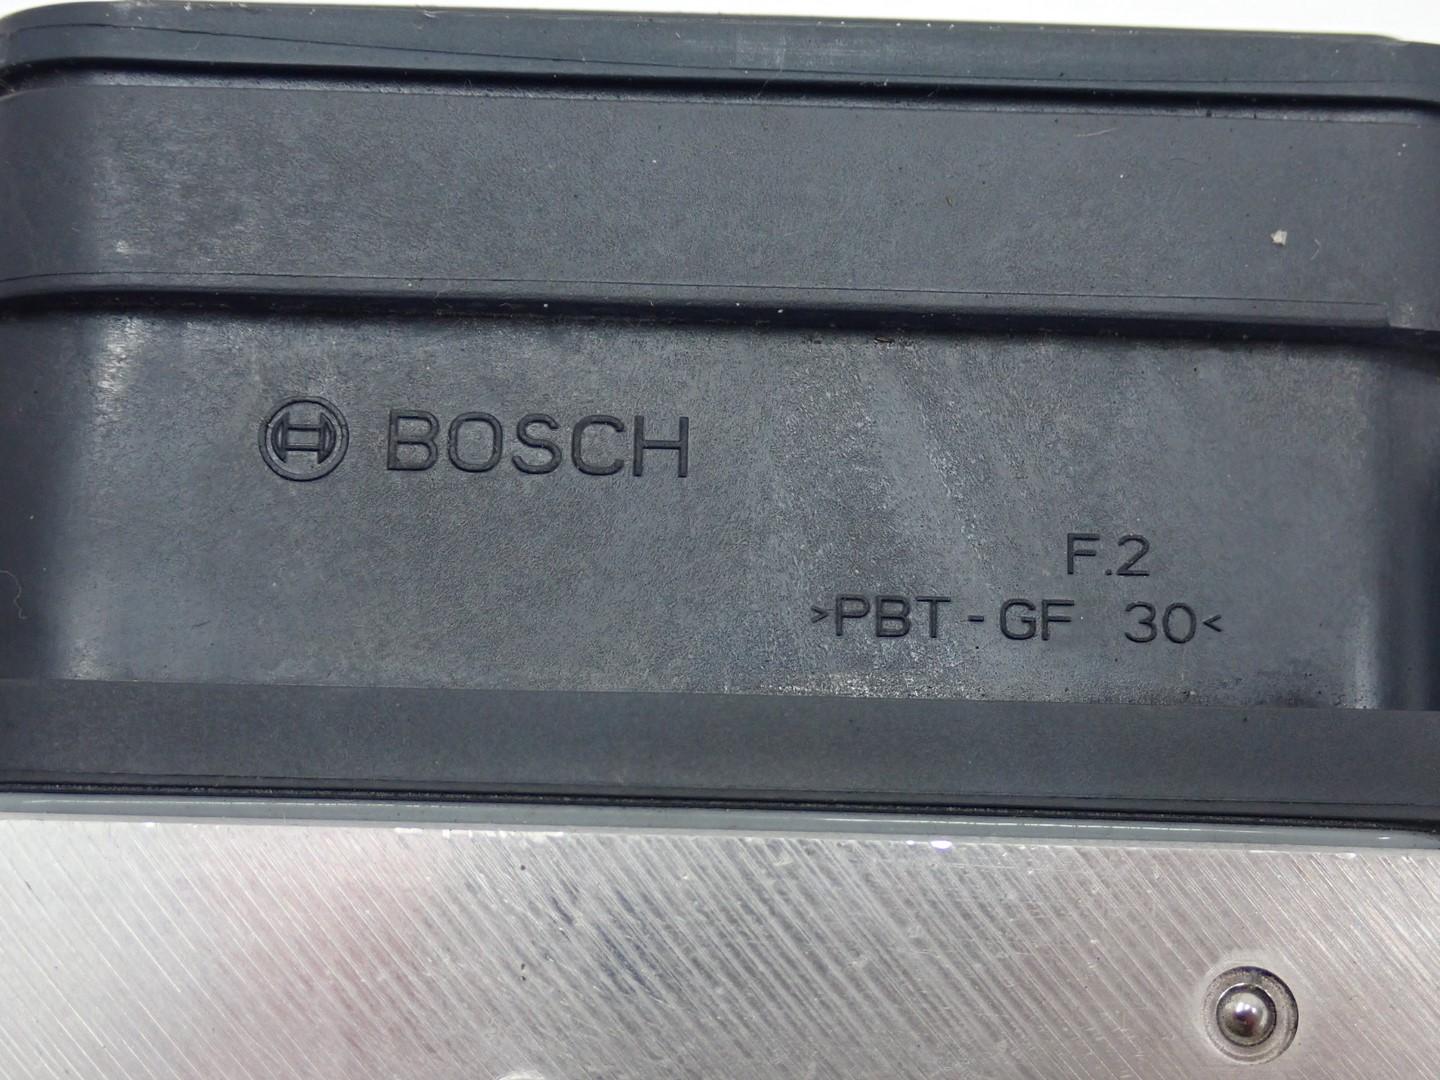 BOSCH
F.2
>PBT-GF 30<